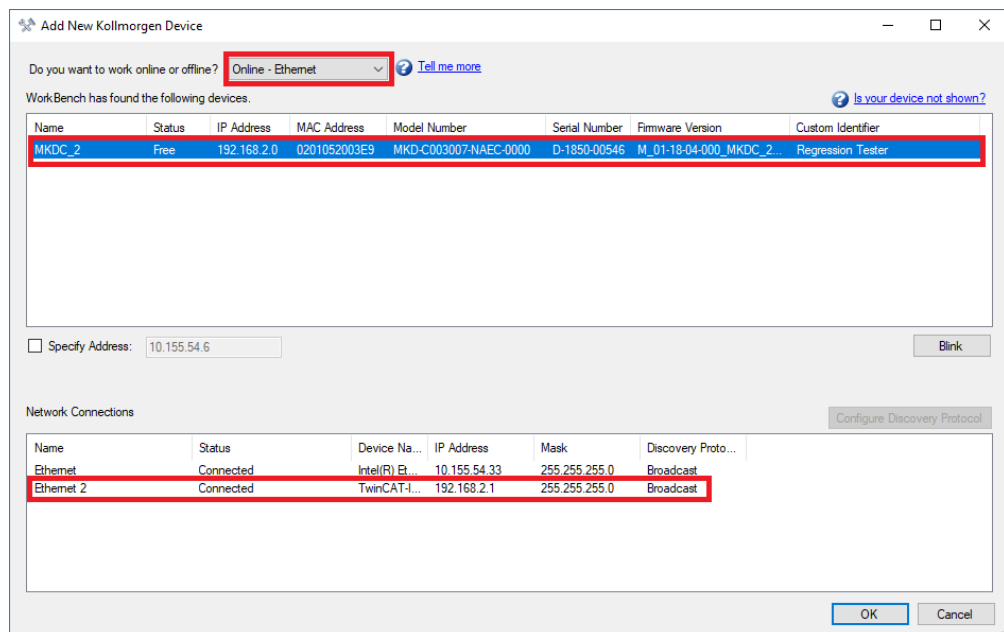 Add New Kollmorgen Device
Do you want to work online or offline? Online - Ethernet Tell me more
WorkBench has found the following devices. Is your device not shown?
Name Status IP Address MAC Address Model Number Serial Number Firmware Version Custom Identifier
MKDC_2 Free 192.168.2.0 0201052003E9 MKD-C003007-NAEC-0000 D-1850-00546 M_01-18-04-000_MKDC_2... Regression Tester
Specify Address: 10.155.54.6 Blink
Network Connections Configure Discovery Protocol
Name Status Device Na... IP Address Mask Discovery Proto...
Ethernet Connected Intel(R) Et... 10.155.54.33 255.255.255.0 Broadcast
Ethernet 2 Connected TwinCAT-I... 192.168.2.1 255.255.255.0 Broadcast
OK Cancel